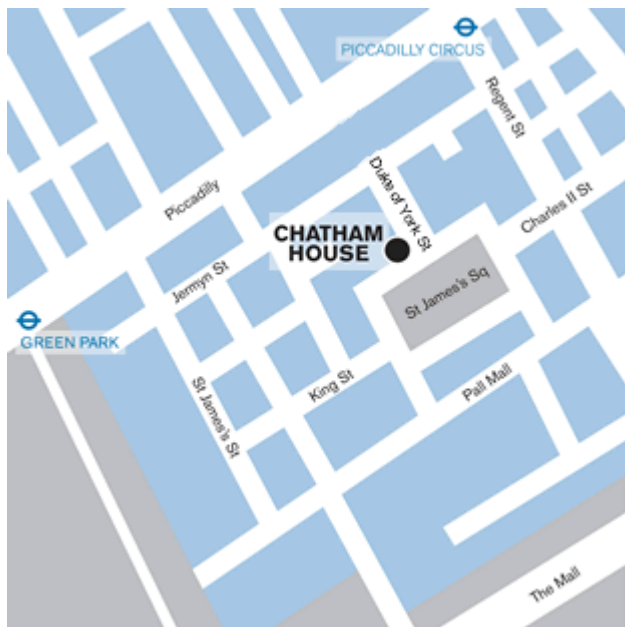 PICCADILLY CIRCUS
Regent St
Duke of York St
Piccadilly
Charles II St
CHATHAM
HOUSE
Jermyn St
St James's Sq
GREEN PARK
King St
Pall Mall
St James's St
The Mall